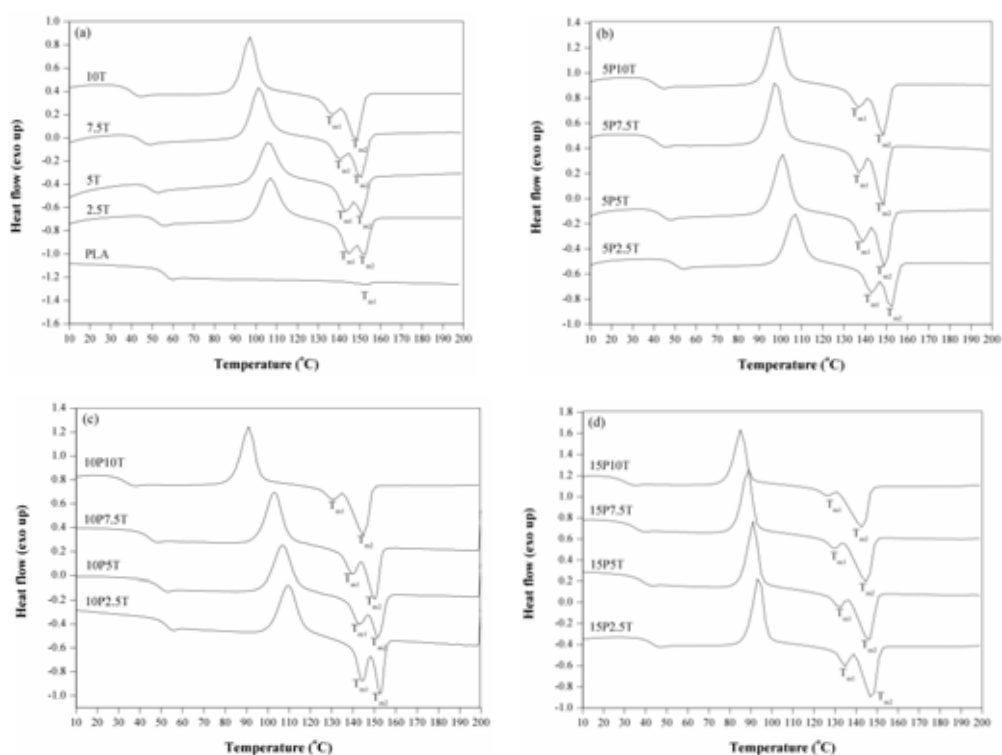 (a)
1.0
0.8
0.6
0.4
0.2
0.0
-0.2
-0.4
-0.6
-0.8
-1.0
-1.2
-1.4
-1.6
Heat flow (exo up)
10T
7.5T
5T
2.5T
PLA
Tm1
Tm2
Tm1
Tm2
Tm1
Tm2
Tm1
Tm2
Tm1
10 20 30 40 50 60 70 80 90 100 110 120 130 140 150 160 170 180 190 200
Temperature (°C)
(b)
1.4
1.0
0.6
0.2
-0.2
-0.6
-1.0
Heat flow (exo up)
5P10T
5P7.5T
5P5T
5P2.5T
Tm1
Tm2
Tm1
Tm2
Tm1
Tm2
Tm1
Tm2
10 20 30 40 50 60 70 80 90 100 110 120 130 140 150 160 170 180 190 200
Temperature (°C)
(c)
1.4
1.2
1.0
0.8
0.6
0.4
0.2
0.0
-0.2
-0.4
-0.6
-0.8
-1.0
Heat flow (exo up)
10P10T
10P7.5T
10P5T
10P2.5T
Tm1
Tm2
Tm1
Tm2
Tm1
Tm2
Tm1
Tm2
10 20 30 40 50 60 70 80 90 100 110 120 130 140 150 160 170 180 190 200
Temperature (°C)
(d)
1.8
1.6
1.4
1.2
1.0
0.8
0.6
0.4
0.2
0.0
-0.2
-0.4
-0.6
-0.8
-1.0
Heat flow (exo up)
15P10T
15P7.5T
15P5T
15P2.5T
Tm1
Tm2
Tm1
Tm2
Tm1
Tm2
Tm1
Tm2
10 20 30 40 50 60 70 80 90 100 110 120 130 140 150 160 170 180 190 200
Temperature (°C)